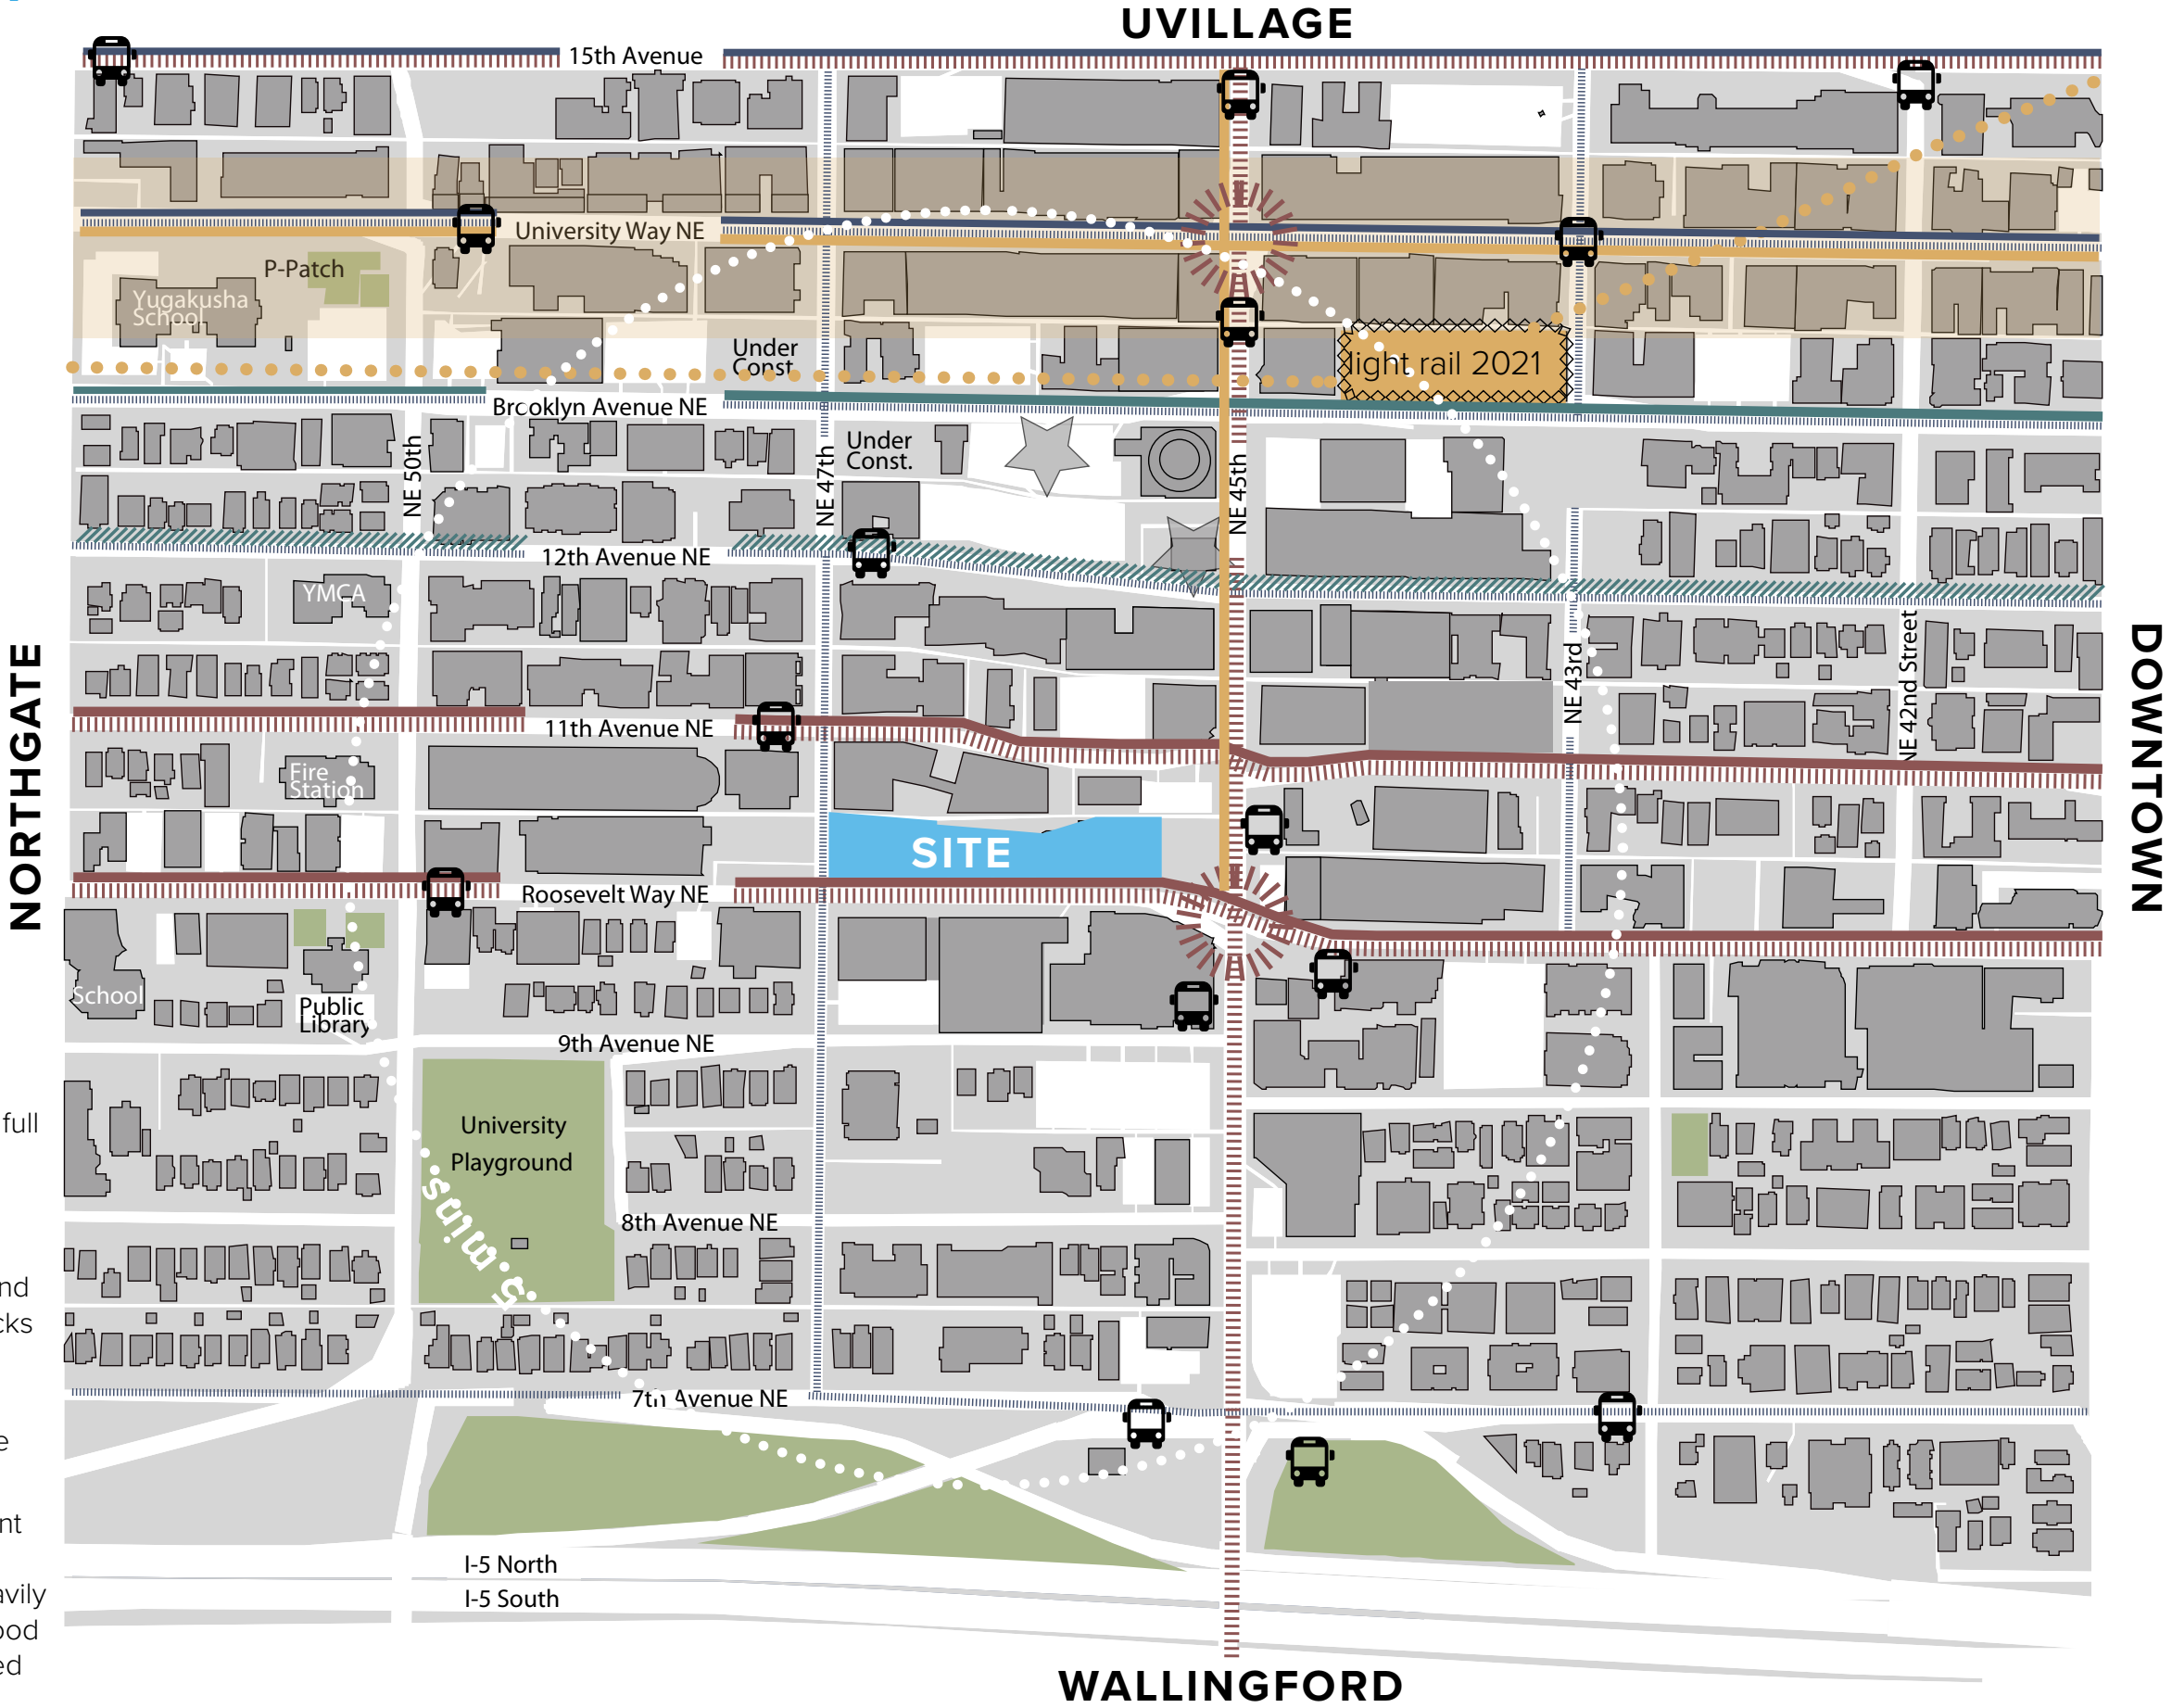 UVILLAGE
15th Avenue
University Way NE
P-Patch
Yugakusha
School
Under
Const.
light rail 2021
Brooklyn Avenue NE
NE 50th
NE 47th
Under
Const.
NE 45th
12th Avenue NE
YMCA
NE 43rd
NE 42nd Street
11th Avenue NE
Fire
Station
NORTHGATE
DOWNTOWN
SITE
Roosevelt Way NE
School
Public
Library
9th Avenue NE
full
University
Playground
5 mins
8th Avenue NE
nd
cks
7th Avenue NE
e
nt
I-5 North
I-5 South
avily
ood
ed
WALLINGFORD